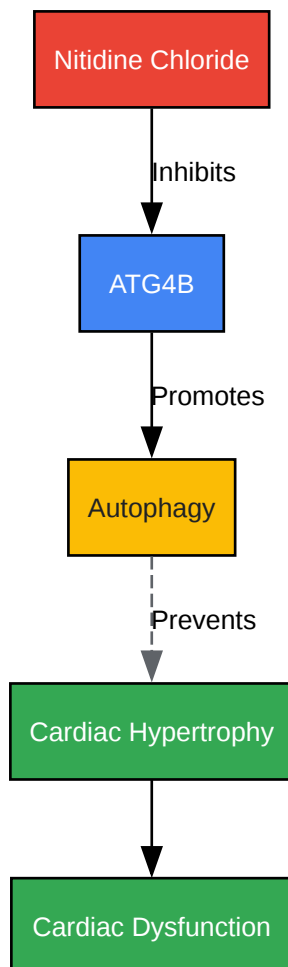 Nitidine Chloride
Inhibits
ATG4B
Promotes
Autophagy
Prevents
Cardiac Hypertrophy
Cardiac Dysfunction